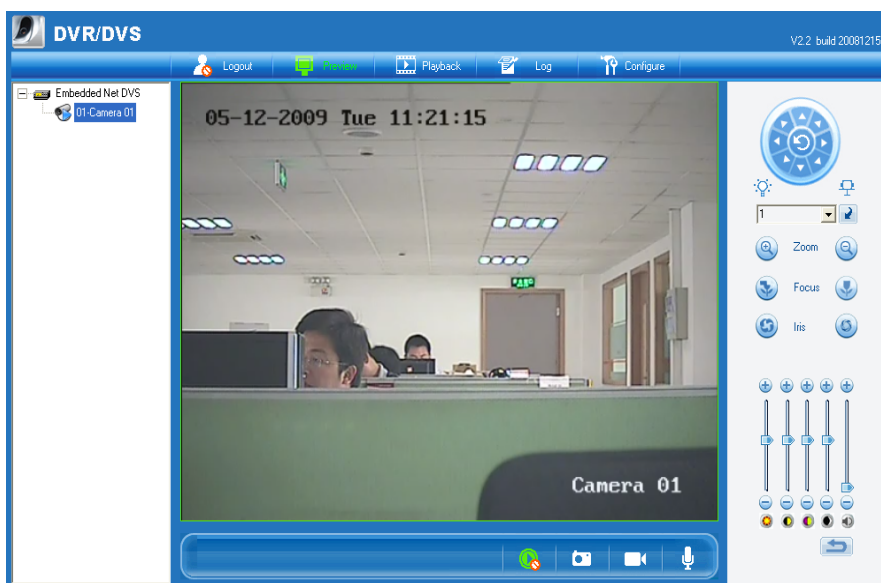 DVR/DVS
V2.2 build 20081215
Logout Preview Playback Log Configure
Embedded Net DVS
01-Camera 01
05-12-2009 Tue 11:21:15
1
Zoom
Focus
Iris
Camera 01